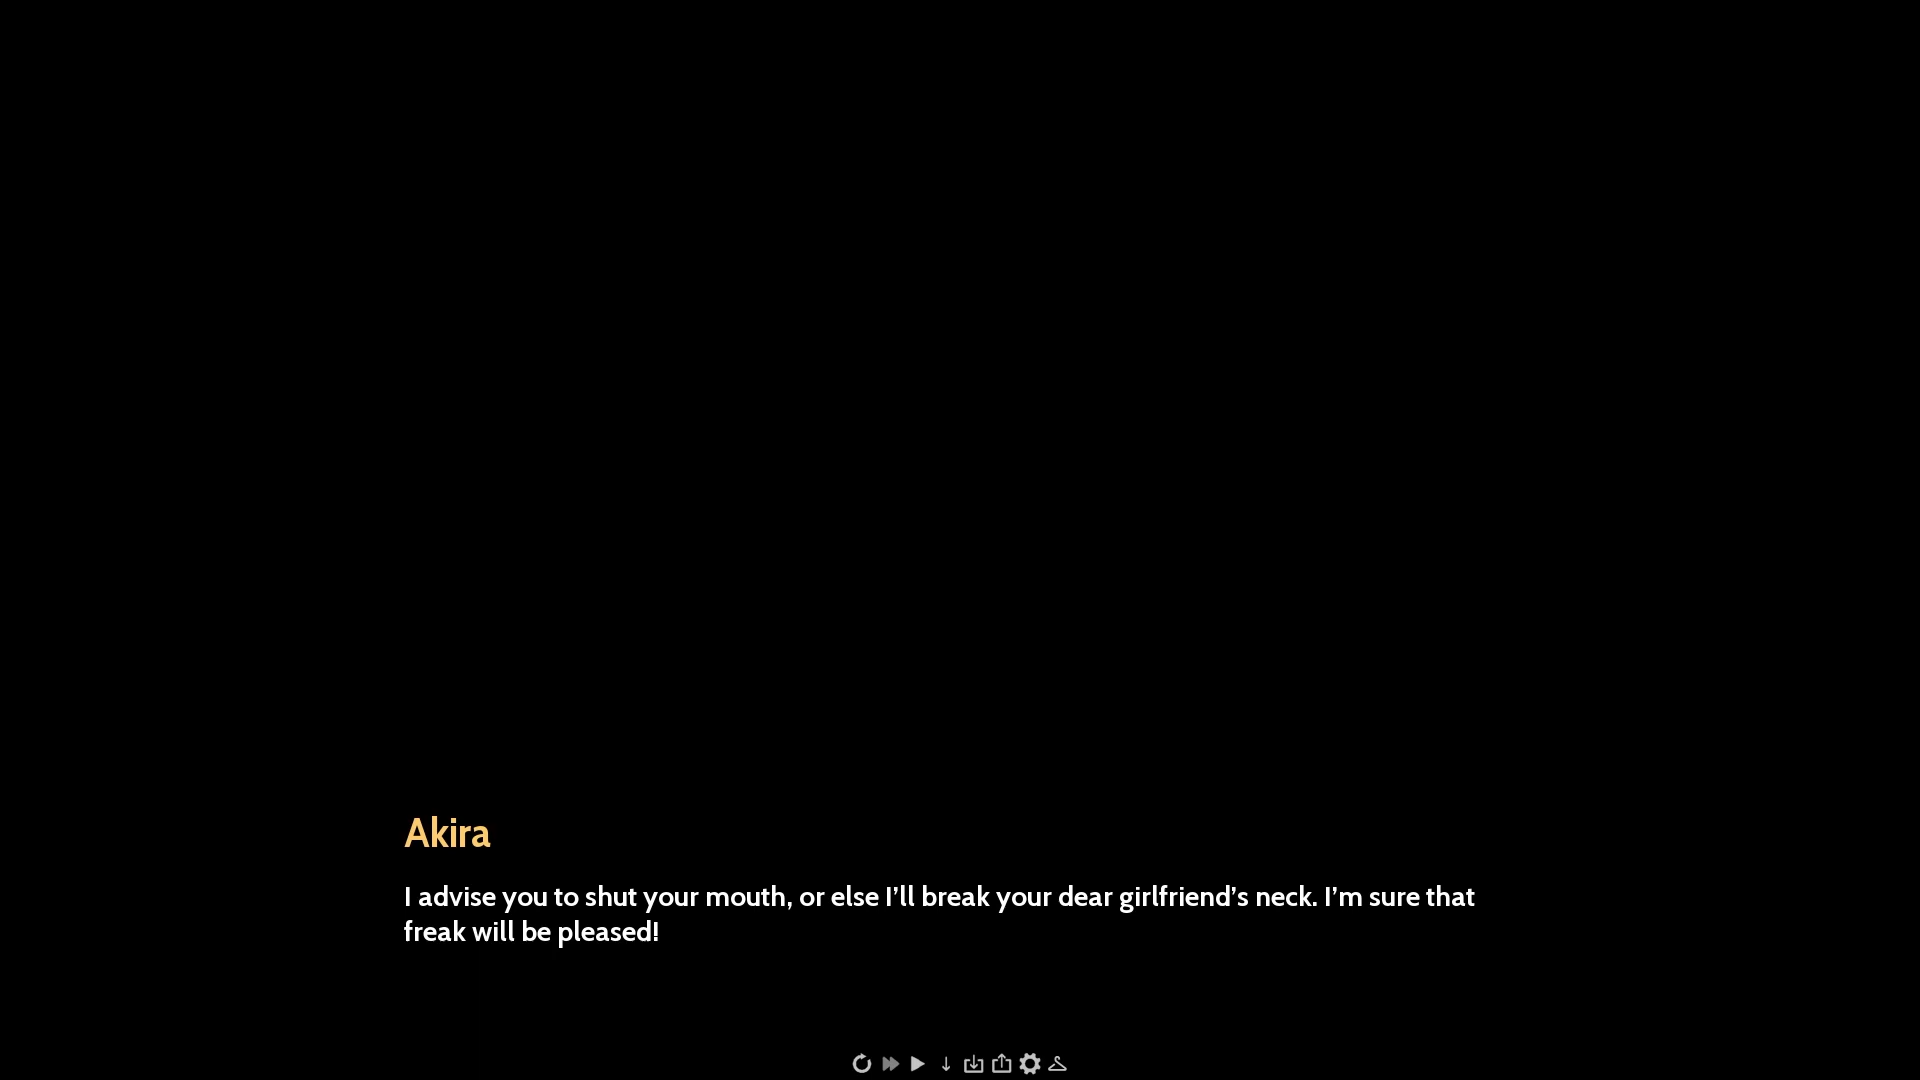 Akira
I advise you to shut your mouth, or else I’ll break your dear girlfriend’s neck. I’m sure that
freak will be pleased!